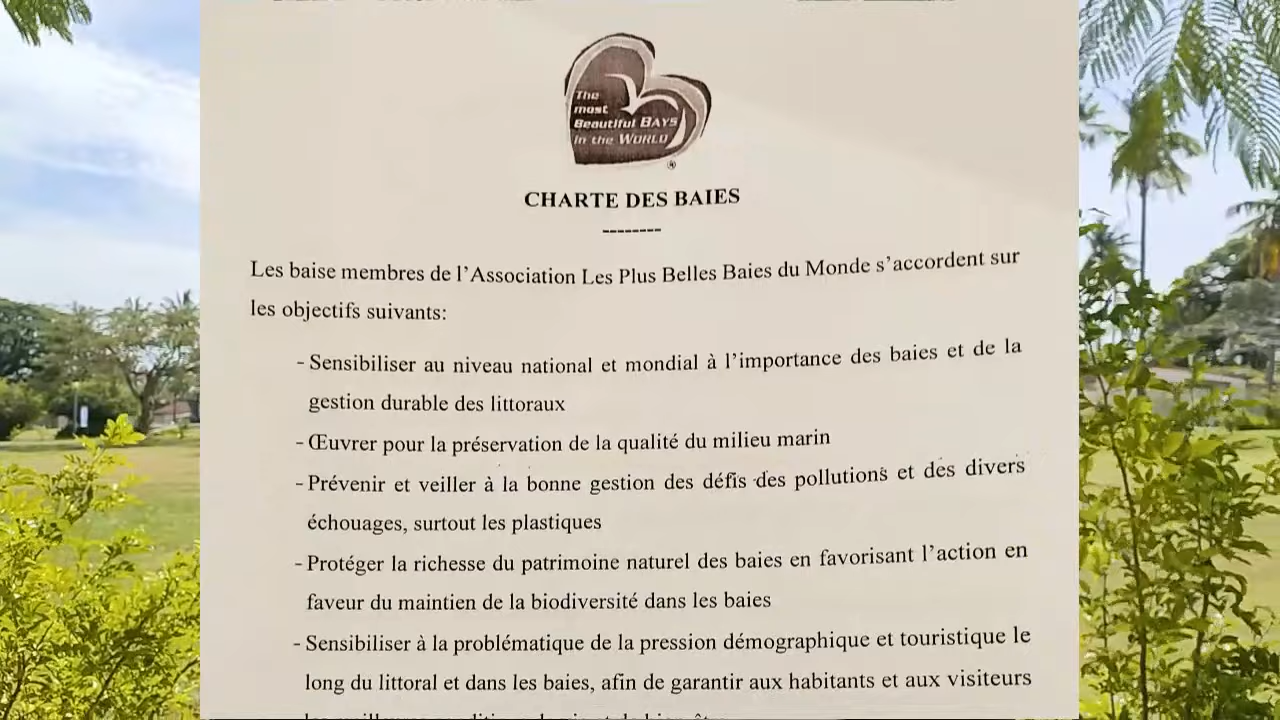 The
most
Beautiful BAYS
in the WORLD
®
CHARTE DES BAIES
--------
Les baise membres de l'Association Les Plus Belles Baies du Monde s'accordent sur
les objectifs suivants:
- Sensibiliser au niveau national et mondial à l'importance des baies et de la
gestion durable des littoraux
- Œuvrer pour la préservation de la qualité du milieu marin
- Prévenir et veiller à la bonne gestion des défis des pollutions et des divers
échouages, surtout les plastiques
- Protéger la richesse du patrimoine naturel des baies en favorisant l'action en
faveur du maintien de la biodiversité dans les baies
- Sensibiliser à la problématique de la pression démographique et touristique le
long du littoral et dans les baies, afin de garantir aux habitants et aux visiteurs